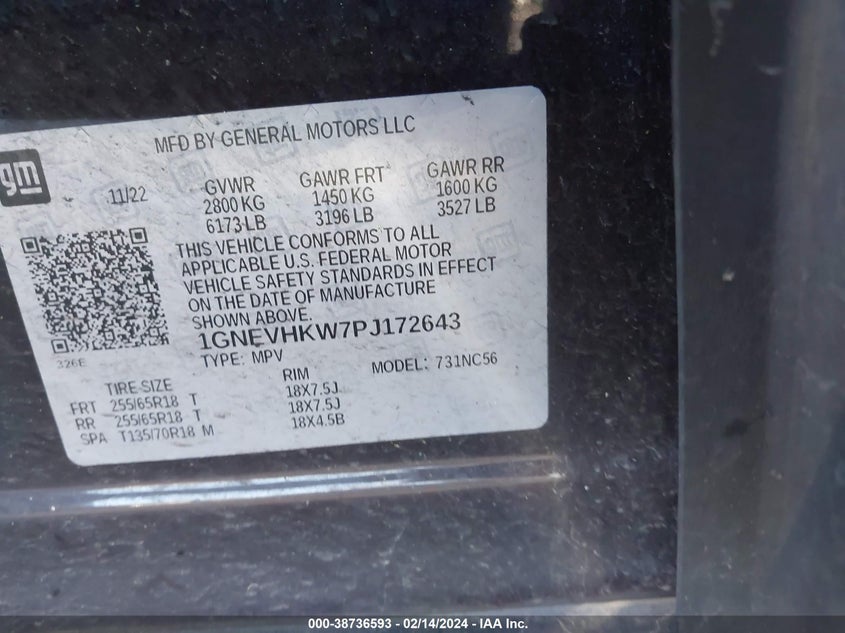 MFD BY GENERAL MOTORS LLC
gm
11/22
GVWR GAWR FRT GAWR RR
2800 KG 1450 KG 1600 KG
6173 LB 3196 LB 3527 LB
THIS VEHICLE CONFORMS TO ALL
APPLICABLE U.S. FEDERAL MOTOR
VEHICLE SAFETY STANDARDS IN EFFECT
ON THE DATE OF MANUFACTURE
SHOWN ABOVE.
1GNEVHKW7PJ172643
326E
TYPE: MPV MODEL: 731NC56
TIRE SIZE RIM
FRT 255/65R18 T 18X7.5J
RR 255/65R18 T 18X7.5J
SPA T135/70R18 M 18X4.5B
000-38736593 - 02/14/2024 - IAA Inc.